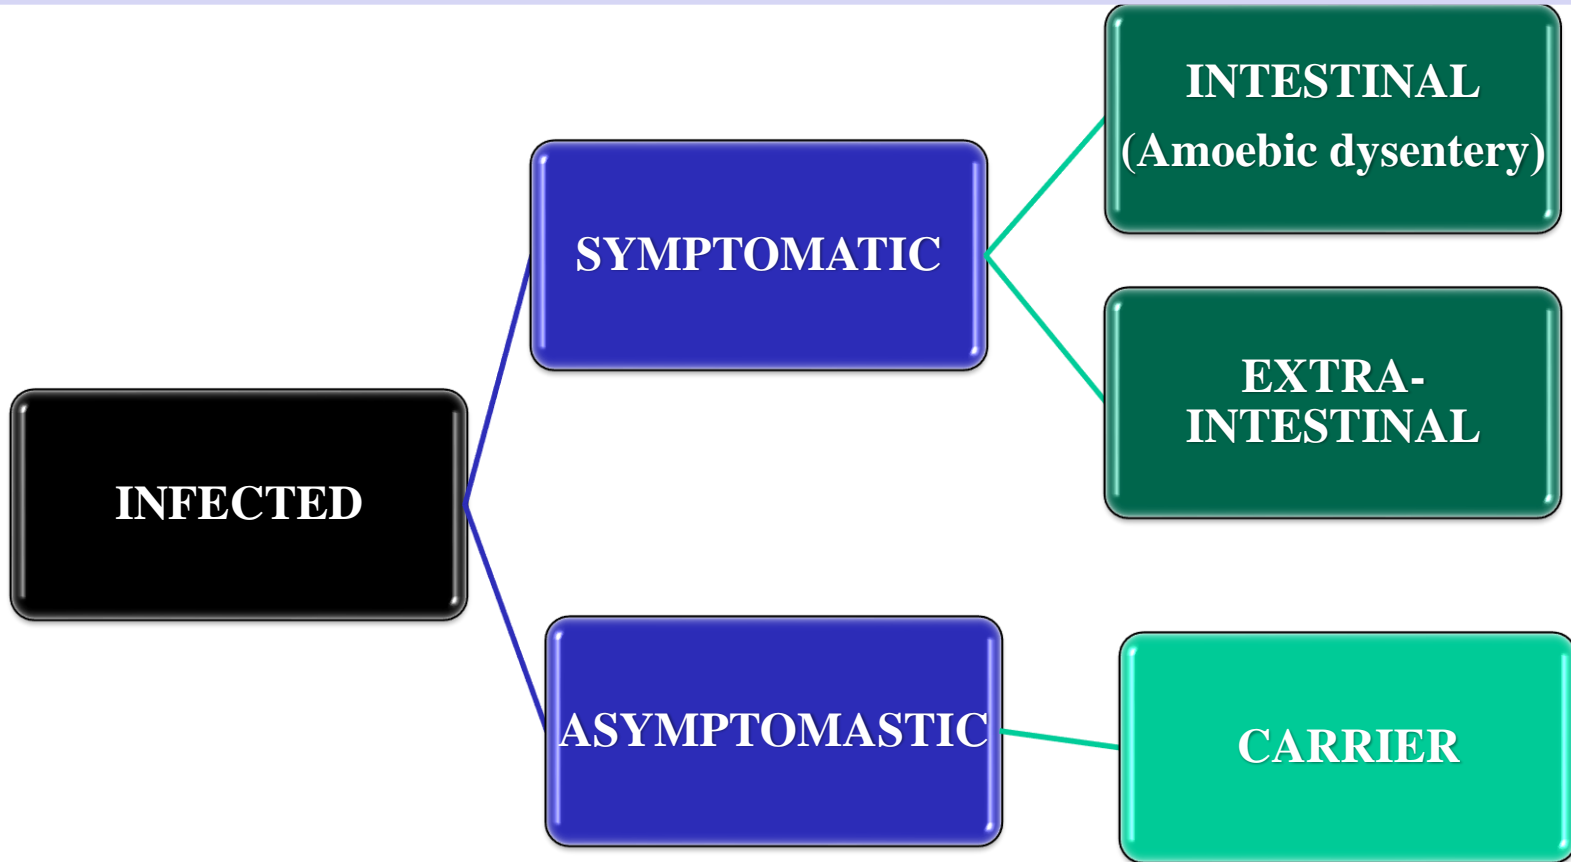 INTESTINAL
(Amoebic dysentery)
SYMPTOMATIC
EXTRA-
INTESTINAL
INFECTED
ASYMPTOMASTIC
CARRIER